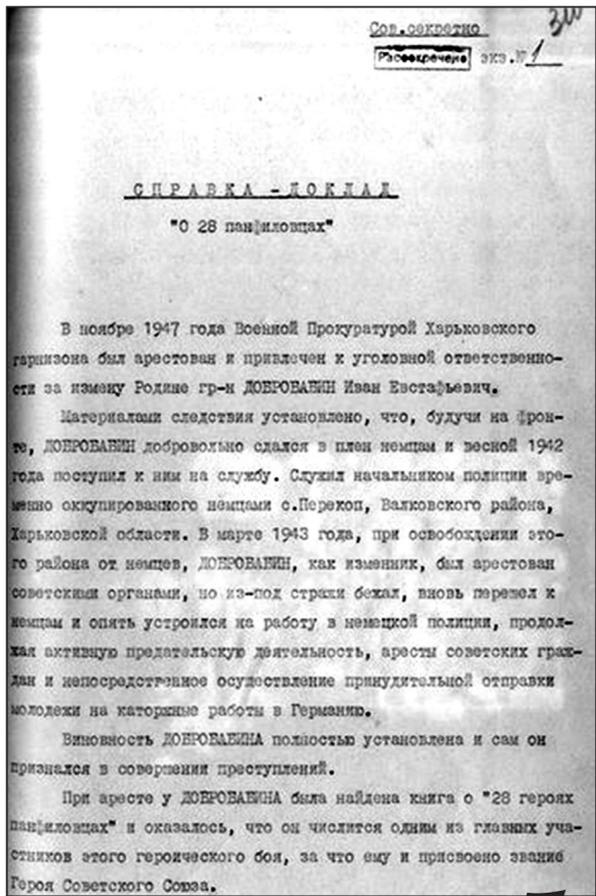 Сов.секретно
Рассекречено экз.№ 1
СПРАВКА - ДОКЛАД
"О 28 панфиловцах"
В ноябре 1947 года Военной Прокуратурой Харьковского
гарнизона был арестован и привлечен к уголовной ответственно-
сти за измену Родине гр-н ДОБРОБАБИН Иван Евстафьевич.
Материалами следствия установлено, что, будучи на фрон-
те, ДОБРОБАБИН добровольно сдался в плен немцам и весной 1942
года поступил к ним на службу. Служил начальником полиции вре-
менно оккупированного немцами с.Перекоп, Валковского района,
Харьковской области. В марте 1943 года, при освобождении это-
го района от немцев, ДОБРОБАБИН, как изменник, был арестован
советскими органами, но из-под стражи бежал, вновь перешел к
немцам и опять устроился на работу в немецкой полиции, продол-
жая активную предательскую деятельность, аресты советских граж-
дан и непосредственное осуществление принудительной отправки
молодежи на каторжные работы в Германию.
Виновность ДОБРОБАБИНА полностью установлена и сам он
признался в совершении преступлений.
При аресте у ДОБРОБАБИНА была найдена книга о "28 героях
панфиловцах" и оказалось, что он числится одним из главных уча-
стников этого героического боя, за что ему и присвоено звание
Героя Советского Союза.